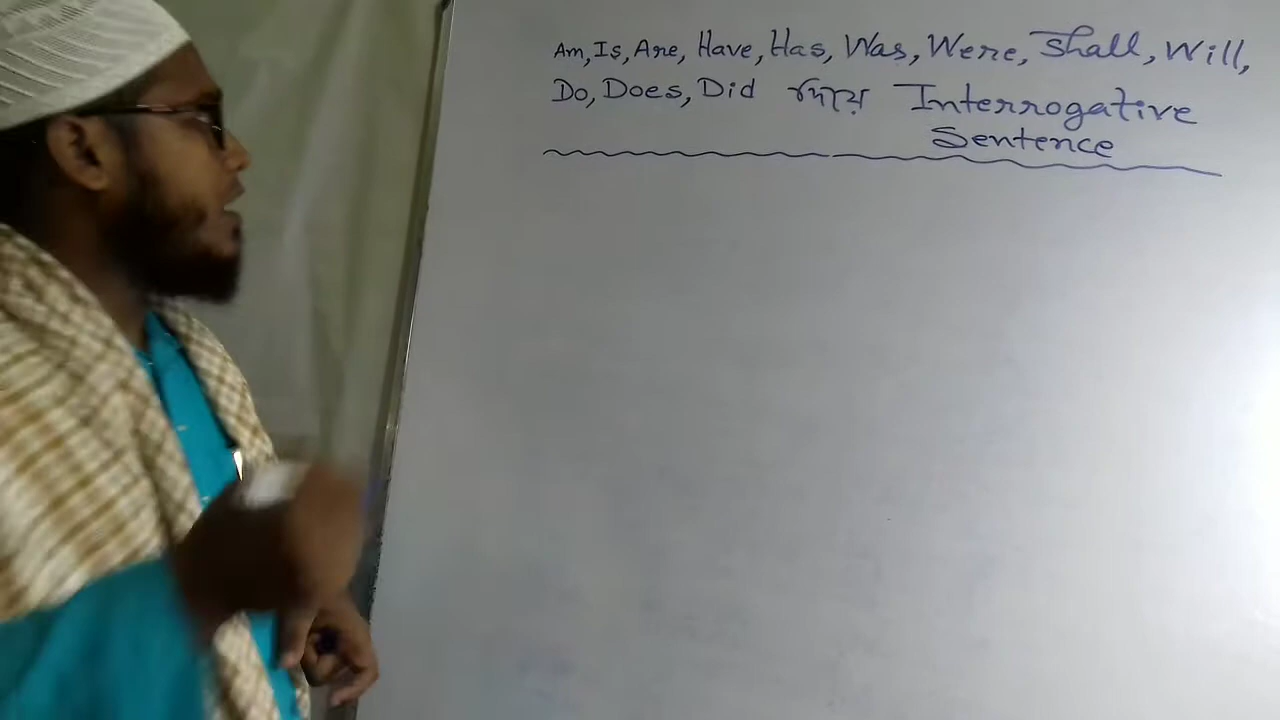 Am, Is, Are, Have, Has, Was, Were, Shall, Will,
Do, Does, Did দ্বারা Interrogative
Sentence